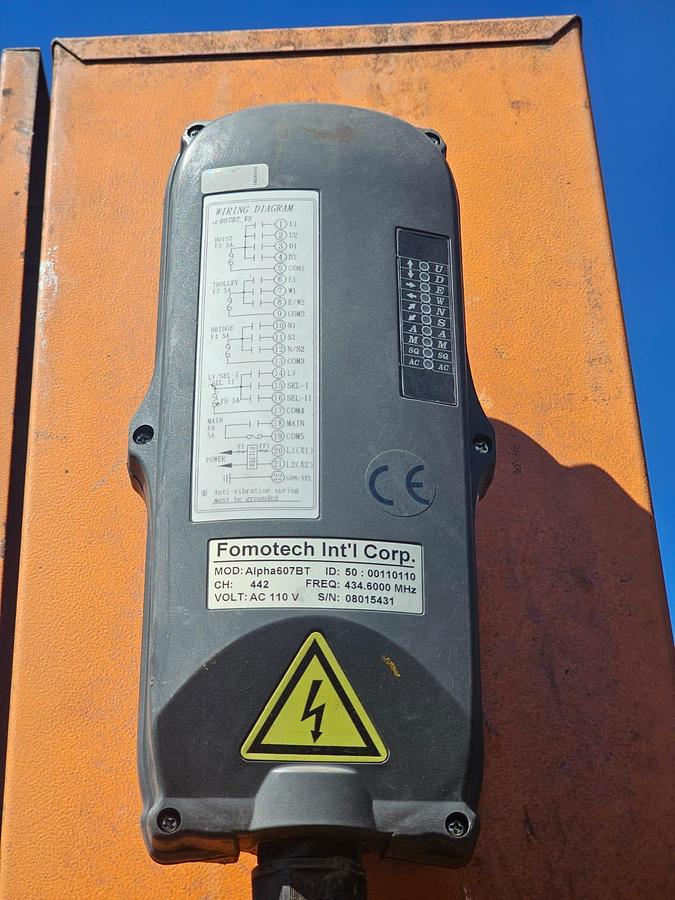 WIRING DIAGRAM
α607BT_V5
HOIST
F2 5A
1 U1
2 U2
3 D1
4 D2
5 COM1
TROLLEY
F3 5A
6 E1
7 W1
8 E/W2
9 COM2
BRIDGE
F4 5A
10 N1
11 S1
12 N/S2
13 COM3
LV/SEL-I
SEL-II
F5 5A
14 LV
15 SEL-I
16 SEL-II
17 COM4
MAIN
F6
5A
18 MAIN
19 COM5
POWER
F1
FILTER
FF1
20 L1(X1)
21 L2(X2)
22 GRN/YEL
※ Anti-vibration spring
must be grounded
U
D
E
W
N
S
A A
M M
SQ SQ
AC AC
CE
Fomotech Int'l Corp.
MOD: Alpha607BT ID: 50 : 00110110
CH: 442 FREQ: 434.6000 MHz
VOLT: AC 110 V S/N: 08015431